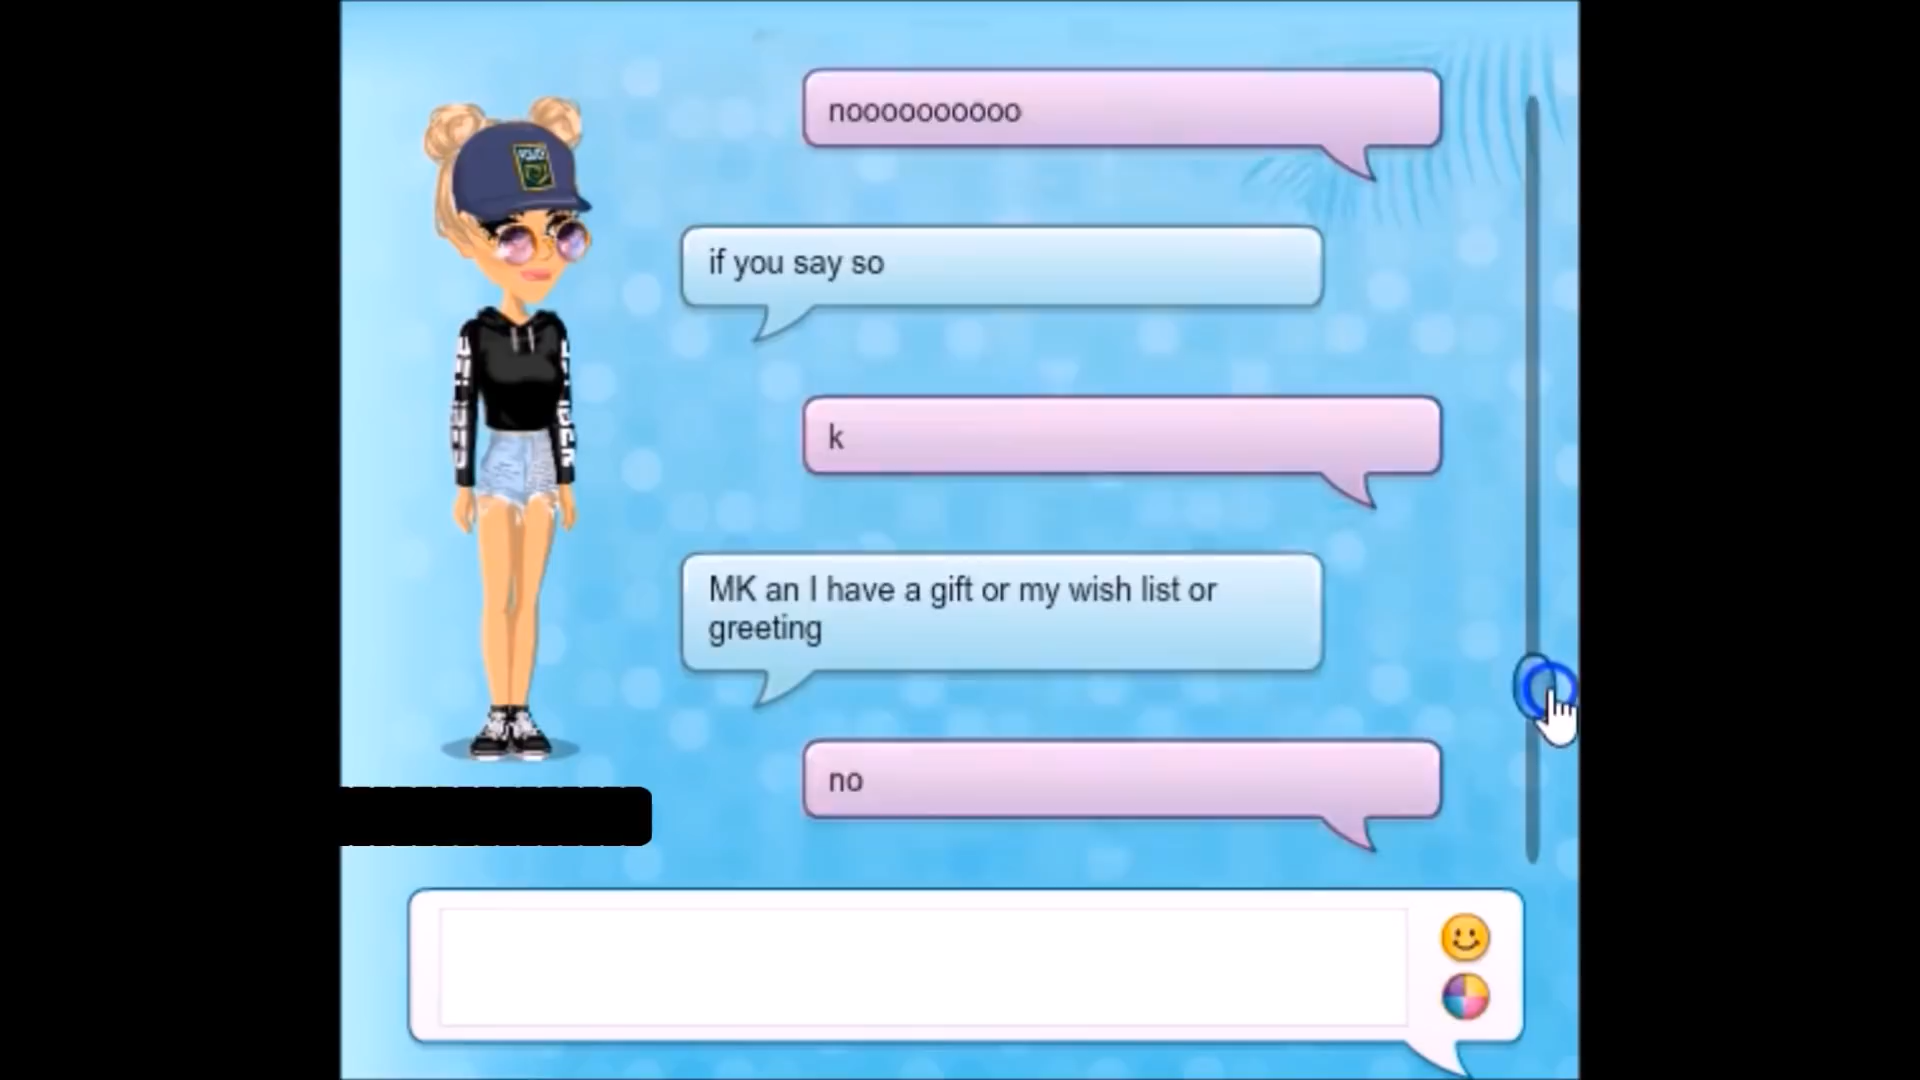 noooooooooo
if you say so
k
MK an I have a gift or my wish list or
greeting
no